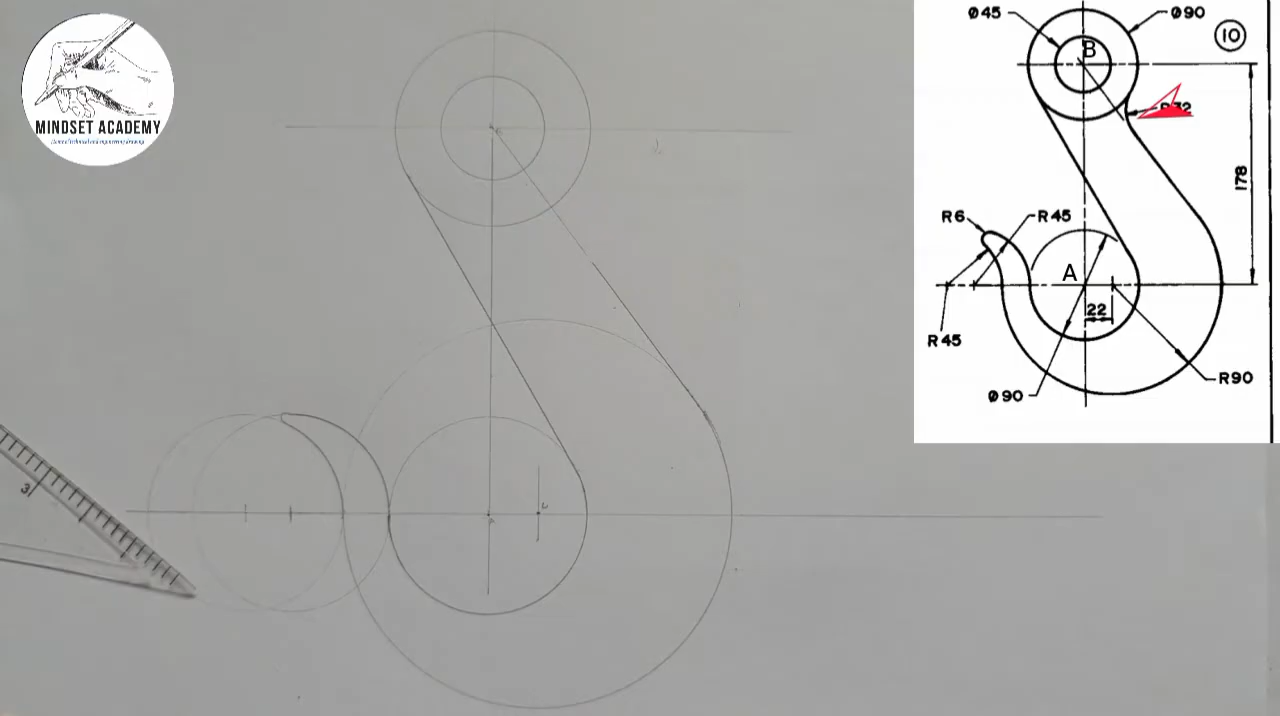 MINDSET ACADEMY
Ø45
Ø90
10
B
178
R6
R45
A
22
R45
R90
Ø90
3